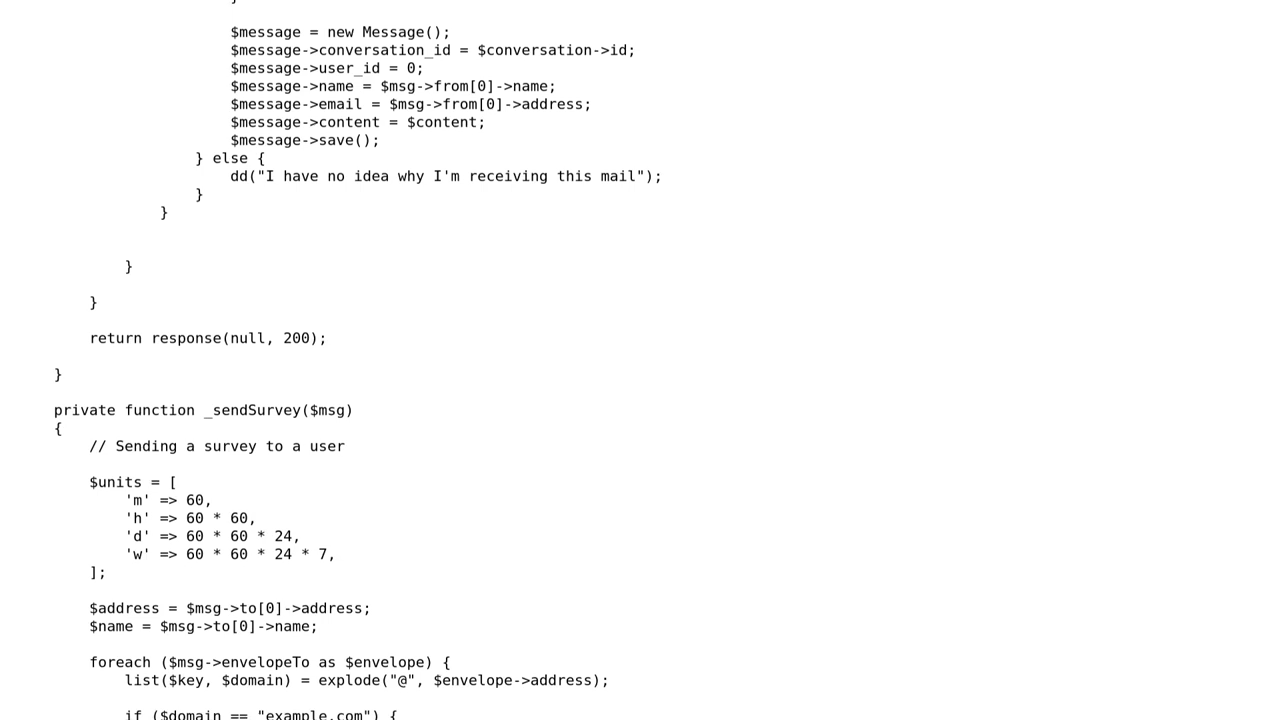 }
$message = new Message();
$message->conversation_id = $conversation->id;
$message->user_id = 0;
$message->name = $msg->from[0]->name;
$message->email = $msg->from[0]->address;
$message->content = $content;
$message->save();
} else {
dd("I have no idea why I'm receiving this mail");
}
}
}
}
return response(null, 200);
}
private function _sendSurvey($msg)
{
// Sending a survey to a user
$units = [
'm' => 60,
'h' => 60 * 60,
'd' => 60 * 60 * 24,
'w' => 60 * 60 * 24 * 7,
];
$address = $msg->to[0]->address;
$name = $msg->to[0]->name;
foreach ($msg->envelopeTo as $envelope) {
list($key, $domain) = explode("@", $envelope->address);
if ($domain == "example.com") {